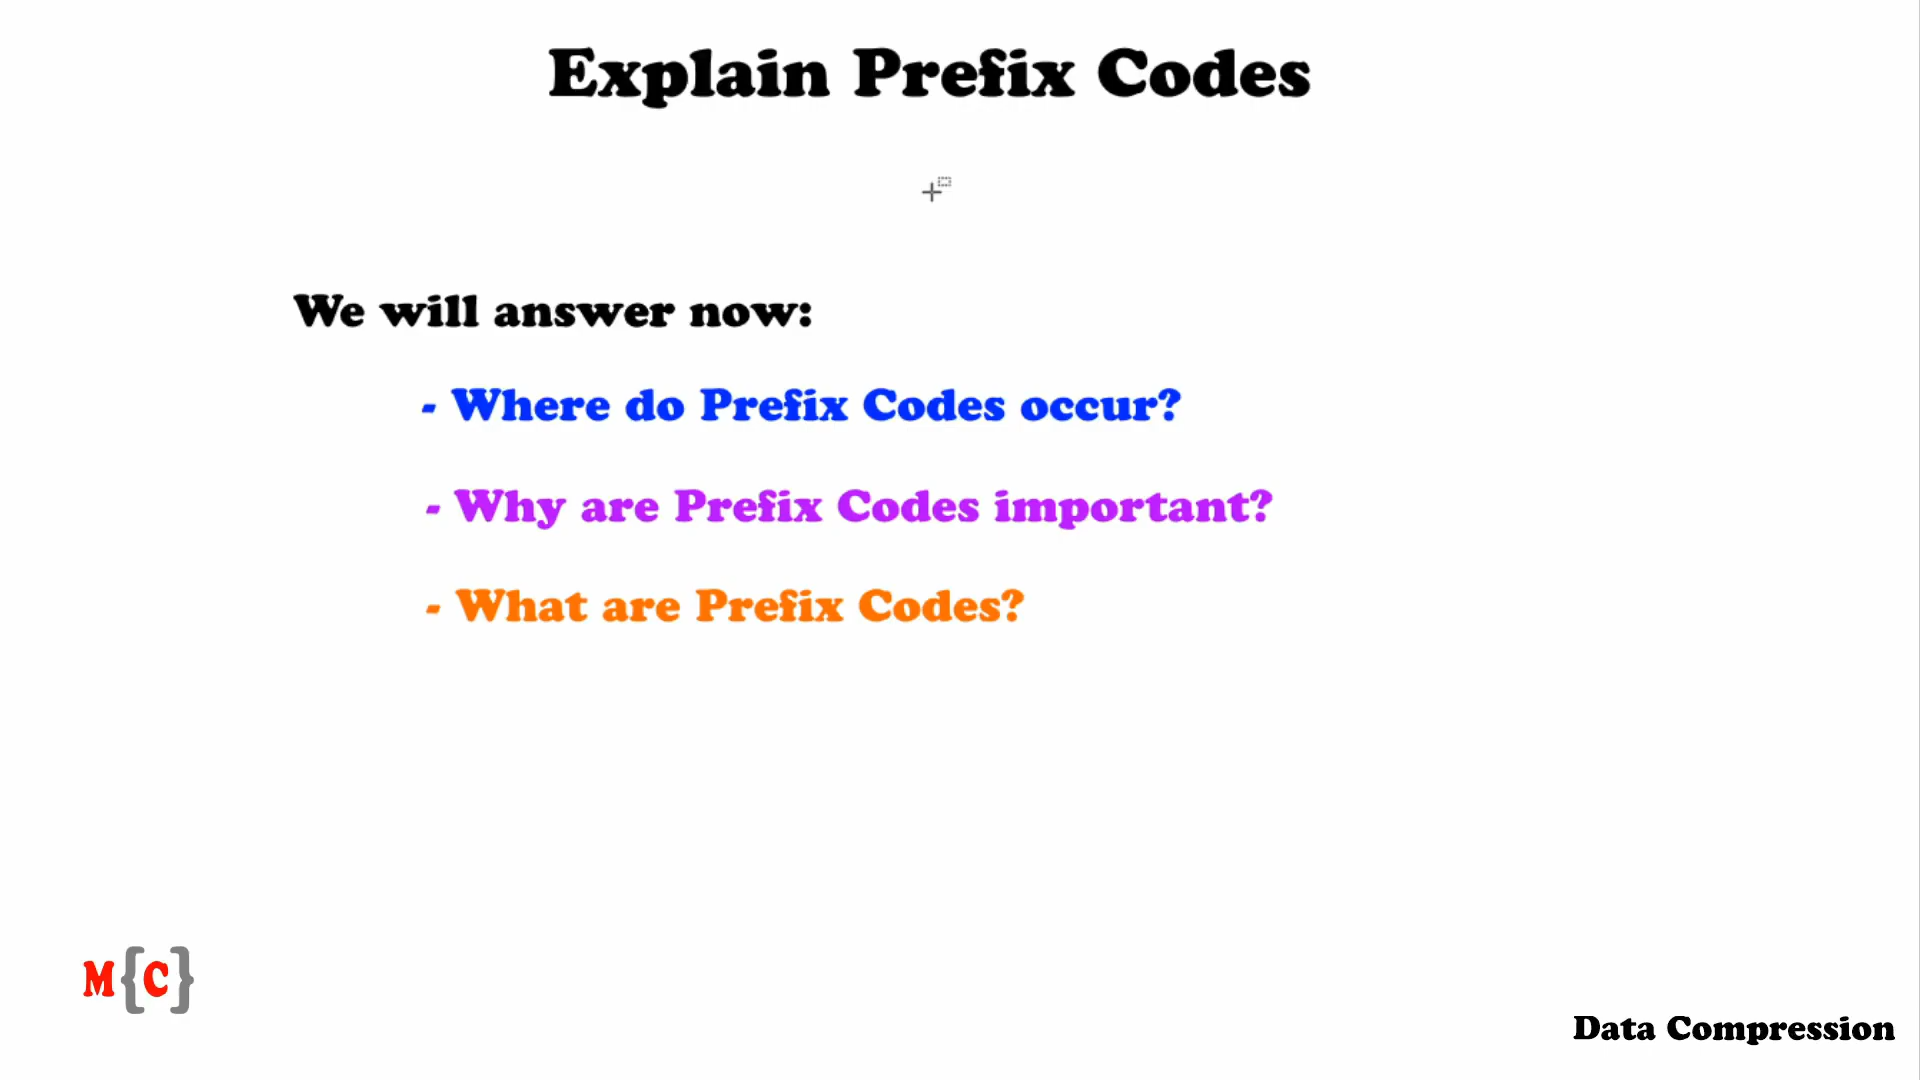 Explain Prefix Codes
We will answer now:
- Where do Prefix Codes occur?
- Why are Prefix Codes important?
- What are Prefix Codes?
M{C}
Data Compression